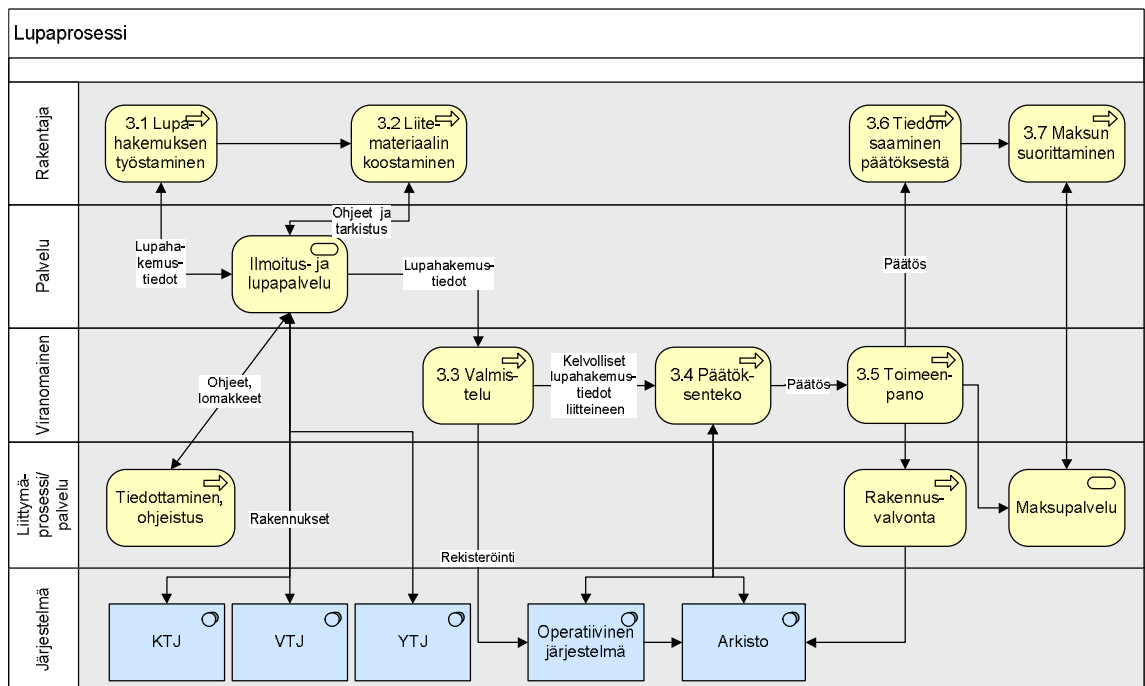 Lupaprosessi
Rakentaja
3.1 Lupa-
hakemuksen
työstaminen
3.2 Liite-
materiaalin
koostaminen
3.6 Tiedon
saaminen
päätöksestä
3.7 Maksun
suorittaminen
Palvelu
Lupaha-
kemus-
tiedot
Ohjeet ja
tarkistus
Ilmoitus- ja
lupapalvelu
Lupahakemus-
tiedot
Päätös
Viranomainen
Ohjeet,
lomakkeet
3.3 Valmis-
telu
Kelvolliset
lupahakemus-
tiedot
liitteineen
3.4 Päätök-
senteko
Päätös
3.5 Toimeen-
pano
Liittymä-
prosessi/
palvelu
Tiedottaminen,
ohjeistus
Rakennukset
Rekisteröinti
Rakennus-
valvonta
Maksupalvelu
Järjestelmä
KTJ
VTJ
YTJ
Operatiivinen
järjestelmä
Arkisto